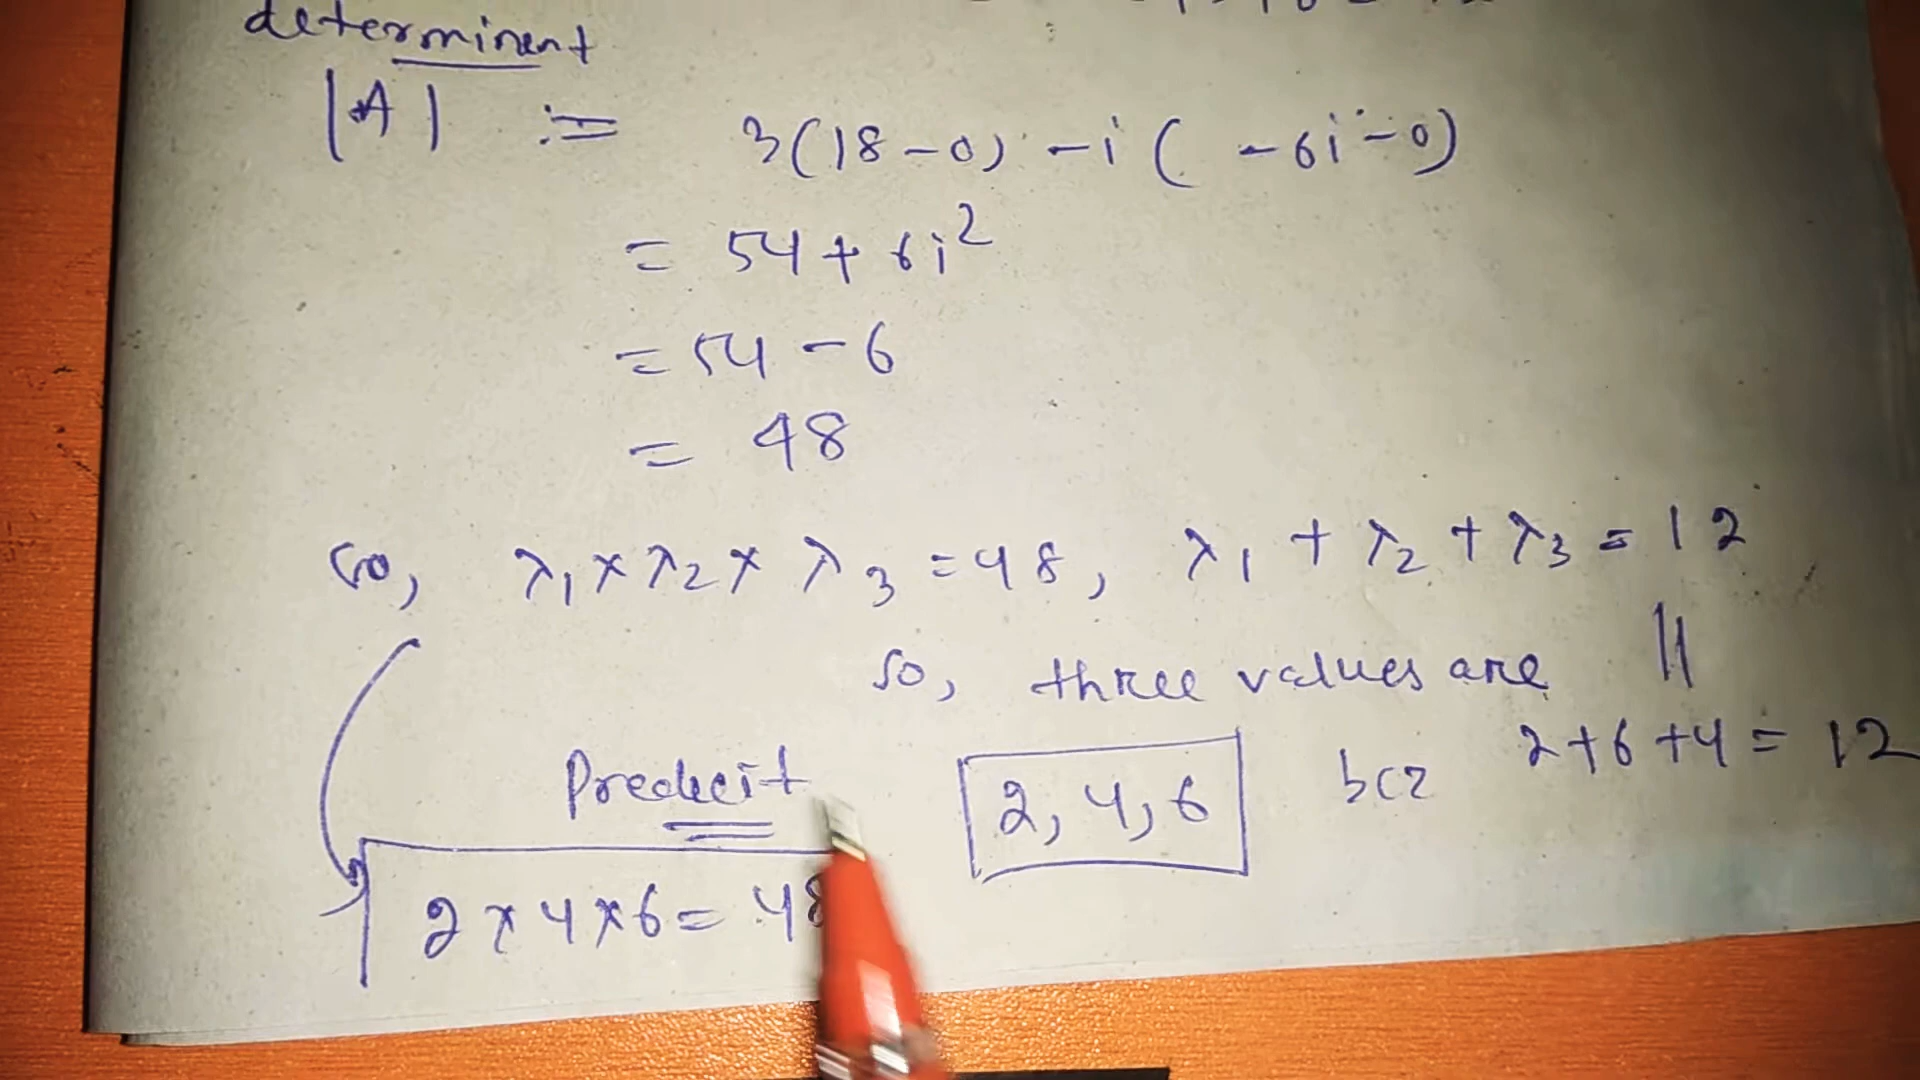 determinent
|A| := 3(18-0) - i ( -6i-0)
= 54 + 6i²
= 54 - 6
= 48
so, λ1 × λ2 × λ3 = 48, λ1 + λ2 + λ3 = 12
so, three values are
2+6+4 = 12
Predict 2, 4, 6 bcz
2 × 4 × 6 = 48